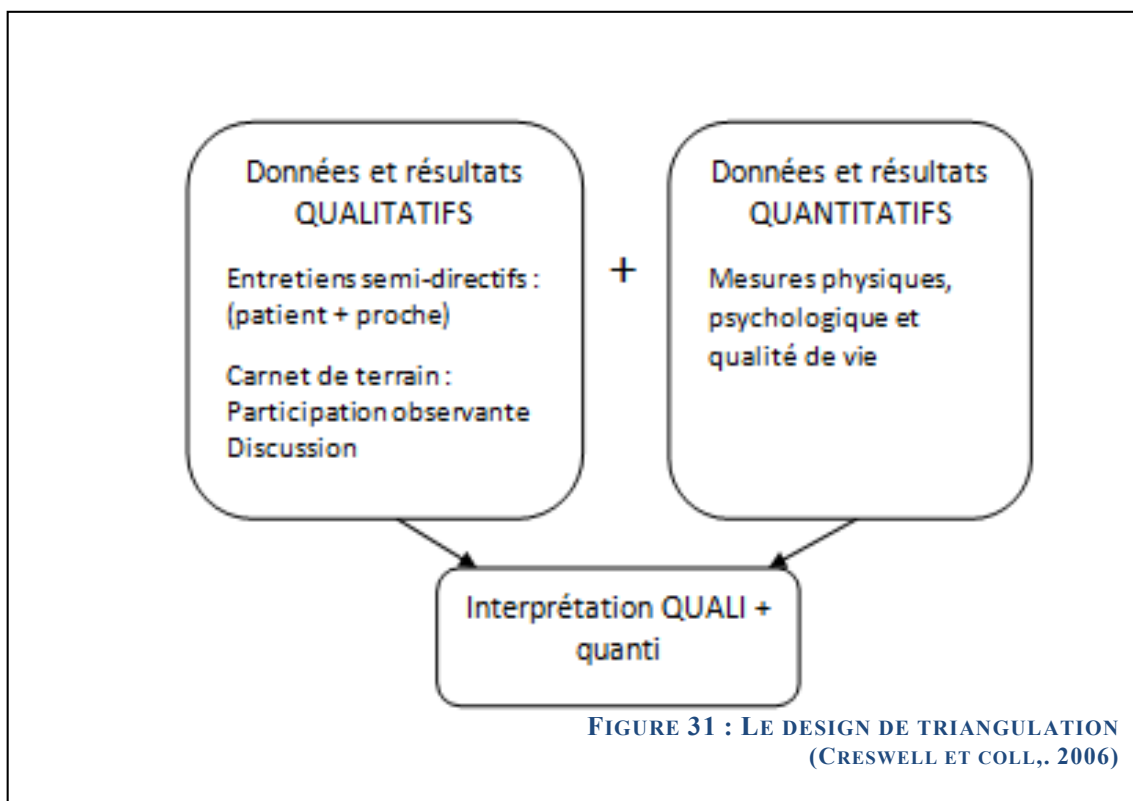 Données et résultats
QUALITATIFS
Entretiens semi-directifs :
(patient + proche)
Carnet de terrain :
Participation observante
Discussion
+
Données et résultats
QUANTITATIFS
Mesures physiques,
psychologique et
qualité de vie
Interprétation QUALI +
quanti
FIGURE 31 : LE DESIGN DE TRIANGULATION
(CRESWELL ET COLL,. 2006)